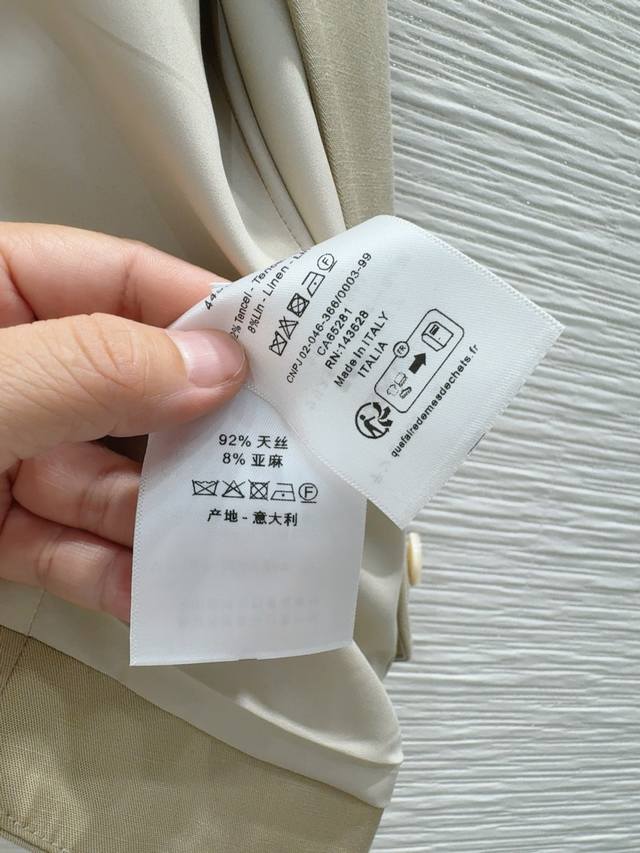 8%Lin - Linen -
CNPJ 02-046-366/0003-99
CA65281
RN:143628
Made in ITALY
ITALIA
FR
quefairedemesdechets.fr
92% 天丝
8% 亚麻
F
产地 - 意大利